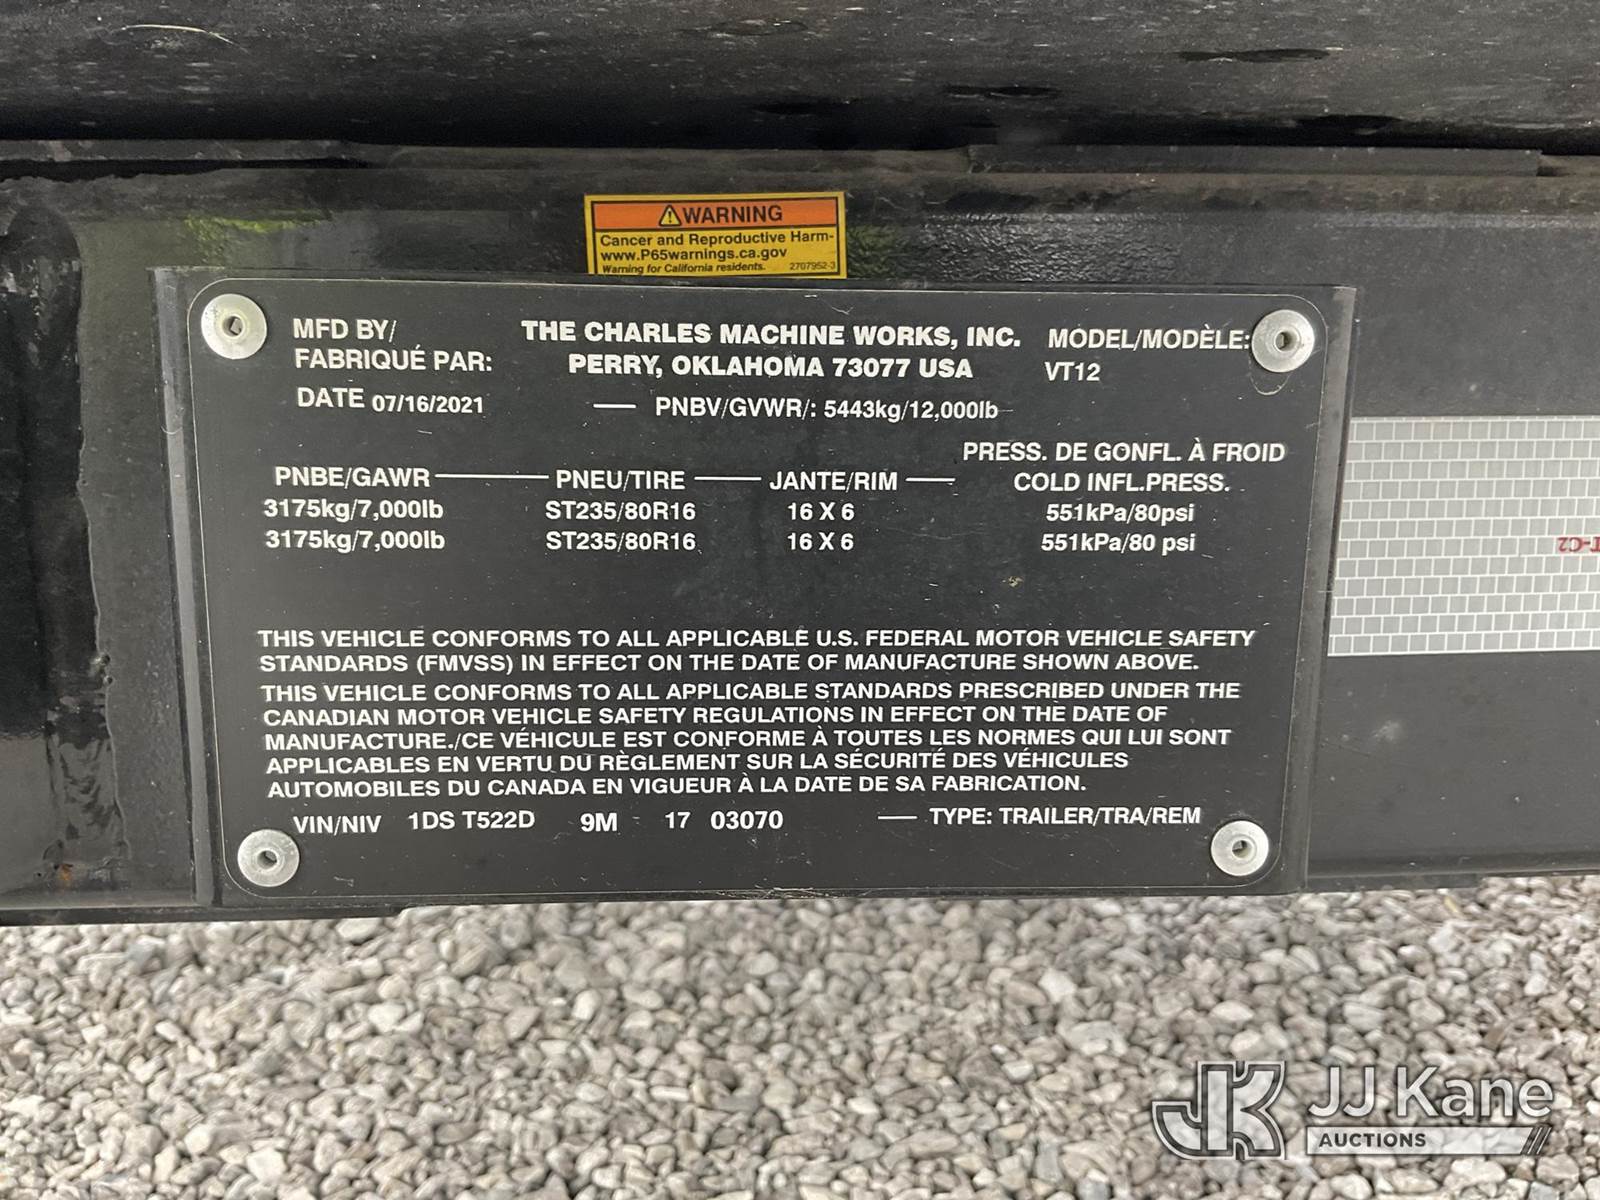 ⚠WARNING
Cancer and Reproductive Harm-
www.P65warnings.ca.gov
Warning for California residents. 2707952-3
MFD BY/ THE CHARLES MACHINE WORKS, INC. MODEL/MODÈLE:
FABRIQUÉ PAR: PERRY, OKLAHOMA 73077 USA VT12
DATE 07/16/2021 — PNBV/GVWR/: 5443kg/12,000lb
PRESS. DE GONFL. À FROID
PNBE/GAWR — PNEU/TIRE — JANTE/RIM — COLD INFL.PRESS.
3175kg/7,000lb ST235/80R16 16 X 6 551kPa/80psi
3175kg/7,000lb ST235/80R16 16 X 6 551kPa/80 psi
THIS VEHICLE CONFORMS TO ALL APPLICABLE U.S. FEDERAL MOTOR VEHICLE SAFETY
STANDARDS (FMVSS) IN EFFECT ON THE DATE OF MANUFACTURE SHOWN ABOVE.
THIS VEHICLE CONFORMS TO ALL APPLICABLE STANDARDS PRESCRIBED UNDER THE
CANADIAN MOTOR VEHICLE SAFETY REGULATIONS IN EFFECT ON THE DATE OF
MANUFACTURE./CE VÉHICULE EST CONFORME À TOUTES LES NORMES QUI LUI SONT
APPLICABLES EN VERTU DU RÈGLEMENT SUR LA SÉCURITÉ DES VÉHICULES
AUTOMOBILES DU CANADA EN VIGUEUR À LA DATE DE SA FABRICATION.
VIN/NIV 1DS T522D 9M 17 03070 — TYPE: TRAILER/TRA/REM
JK JJ Kane
AUCTIONS